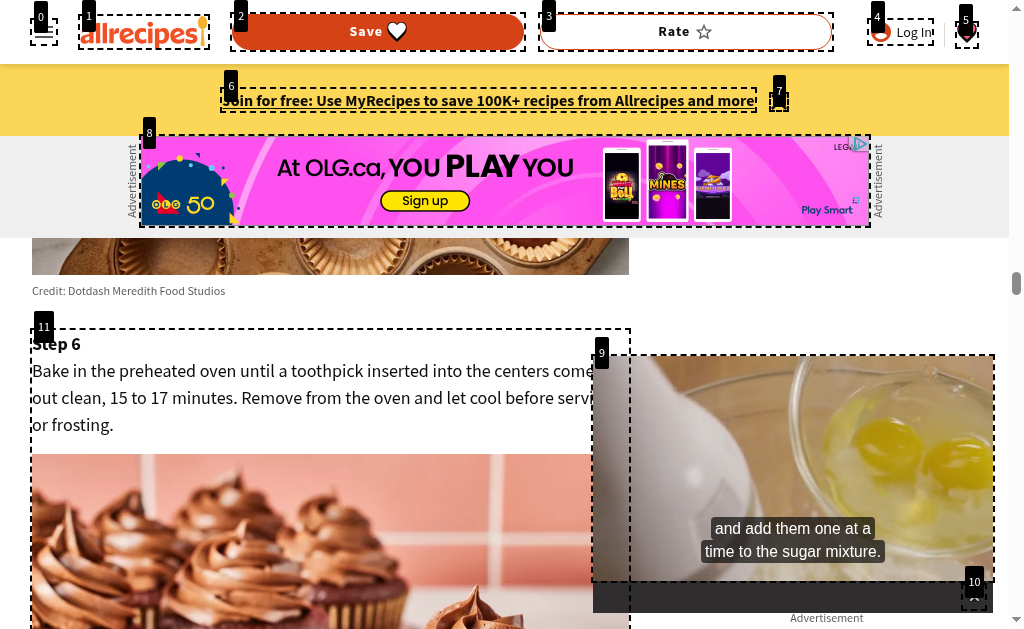 0
1
2
3
4
5
allrecipes
Save
Rate
Log In
6
7
Join for free: Use MyRecipes to save 100K+ recipes from Allrecipes and more
8
Advertisement
At OLG.ca, YOU PLAY YOU
Sign up
OLG 50
MINES
Play Smart
Advertisement
Credit: Dotdash Meredith Food Studios
11
Step 6
Bake in the preheated oven until a toothpick inserted into the centers come
out clean, 15 to 17 minutes. Remove from the oven and let cool before servi
or frosting.
9
and add them one at a
time to the sugar mixture.
10
Advertisement